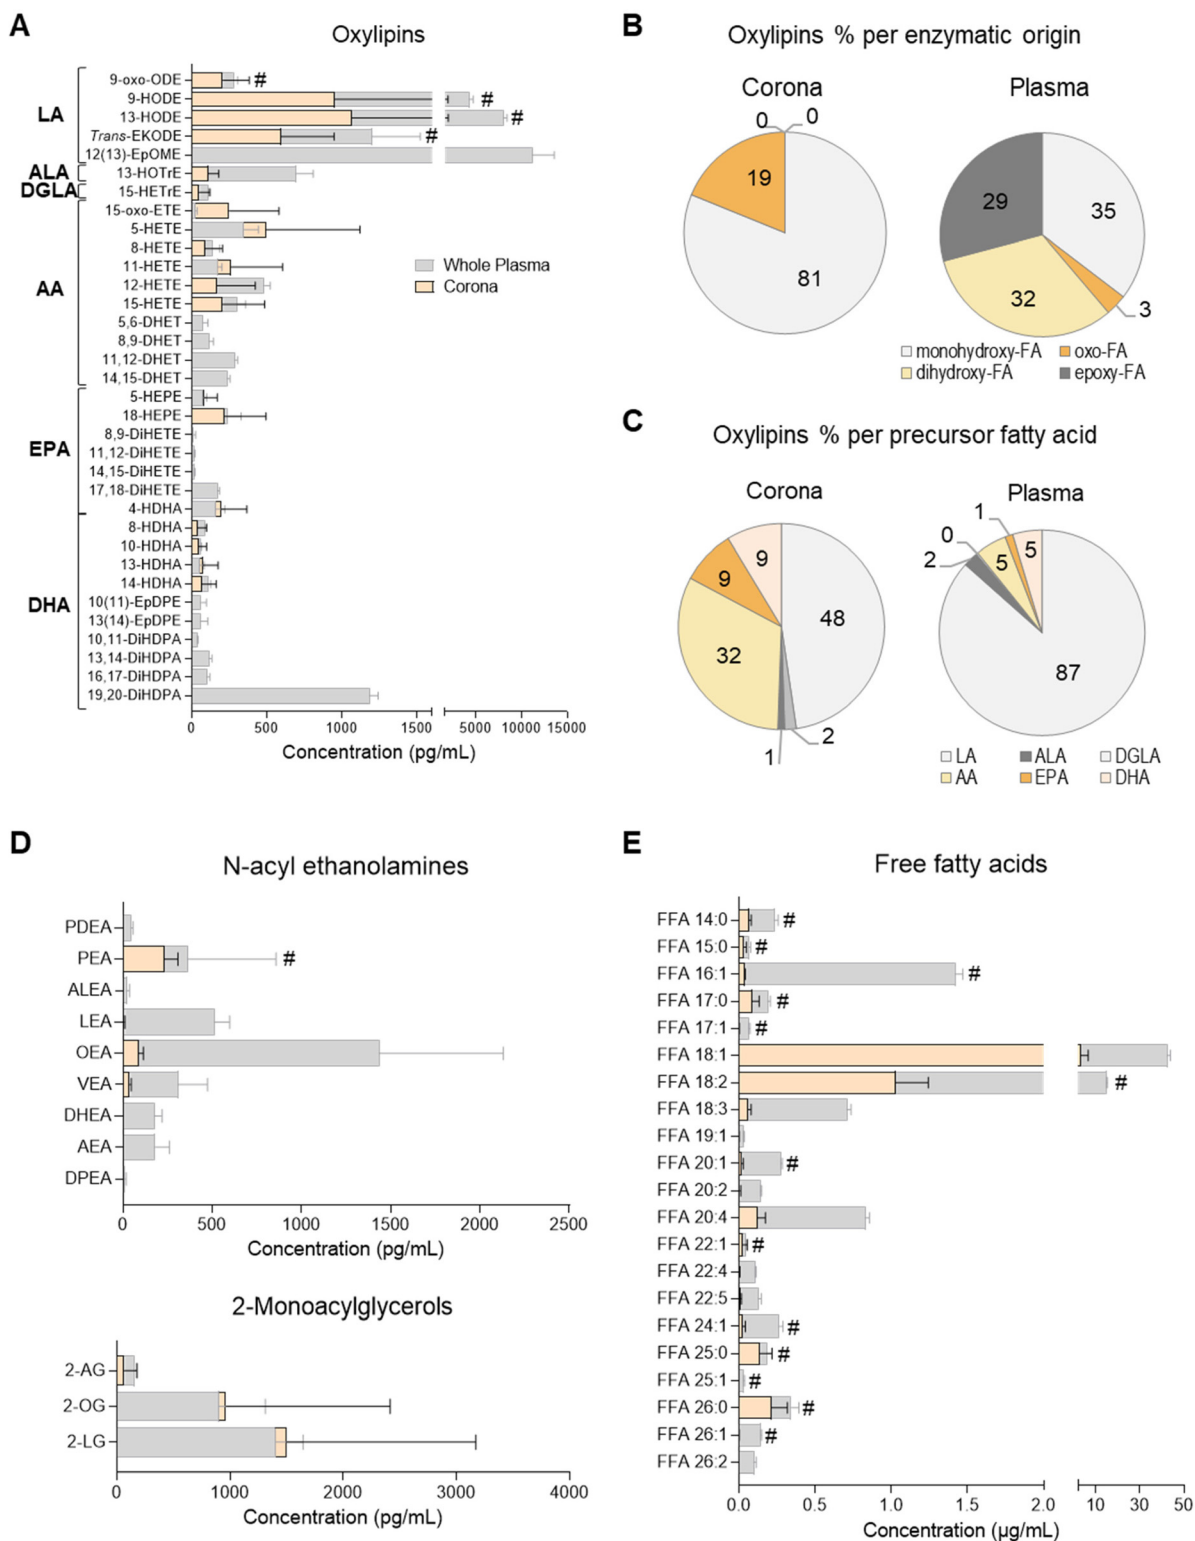 A
Oxylipins
LA
9-oxo-ODE
#
9-HODE
#
13-HODE
#
Trans-EKODE
#
12(13)-EpOME
ALA
13-HOTrE
DGLA
15-HETrE
AA
15-oxo-ETE
5-HETE
8-HETE
11-HETE
12-HETE
15-HETE
5,6-DHET
8,9-DHET
11,12-DHET
14,15-DHET
Whole Plasma
Corona
EPA
5-HEPE
18-HEPE
8,9-DiHETE
11,12-DiHETE
14,15-DiHETE
17,18-DiHETE
4-HDHA
DHA
8-HDHA
10-HDHA
13-HDHA
14-HDHA
10(11)-EpDPE
13(14)-EpDPE
10,11-DiHDPA
13,14-DiHDPA
16,17-DiHDPA
19,20-DiHDPA
0 500 1000 1500 5000 10000 15000
Concentration (pg/mL)
B
Oxylipins % per enzymatic origin
Corona
0 0
19
81
Plasma
29
35
32
3
monohydroxy-FA oxo-FA
dihydroxy-FA epoxy-FA
C
Oxylipins % per precursor fatty acid
Corona
9
9
48
32
1
2
Plasma
1
0
2
5
5
87
LA ALA DGLA
AA EPA DHA
D
N-acyl ethanolamines
PDEA
PEA
#
ALEA
LEA
OEA
VEA
DHEA
AEA
DPEA
0 500 1000 1500 2000 2500
Concentration (pg/mL)
2-Monoacylglycerols
2-AG
2-OG
2-LG
0 1000 2000 3000 4000
Concentration (pg/mL)
E
Free fatty acids
FFA 14:0
#
FFA 15:0
#
FFA 16:1
#
FFA 17:0
#
FFA 17:1
#
FFA 18:1
FFA 18:2
#
FFA 18:3
FFA 19:1
FFA 20:1
#
FFA 20:2
FFA 20:4
FFA 22:1
#
FFA 22:4
FFA 22:5
FFA 24:1
#
FFA 25:0
#
FFA 25:1
#
FFA 26:0
#
FFA 26:1
#
FFA 26:2
0.0 0.5 1.0 1.5 2.0 10 30 50
Concentration (µg/mL)